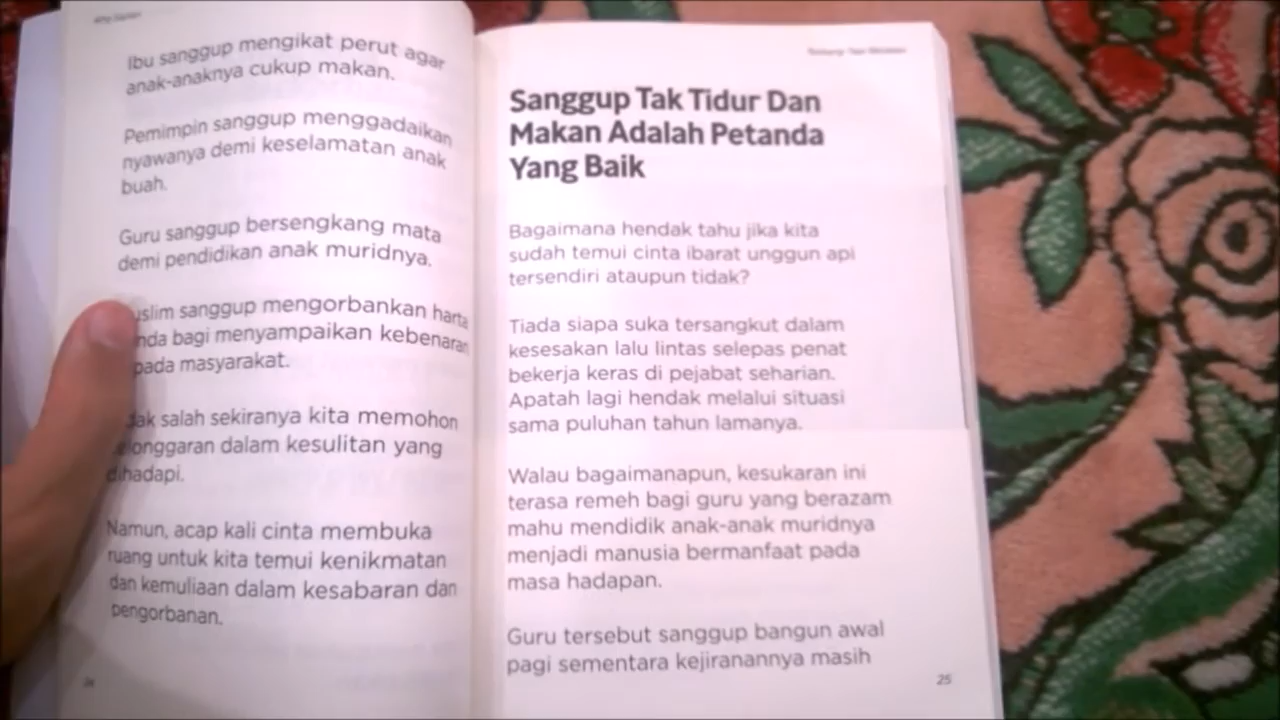 Ibu sanggup mengikat perut agar
anak-anaknya cukup makan.
Pemimpin sanggup menggadaikan
nyawanya demi keselamatan anak
buah.
Guru sanggup bersengkang mata
demi pendidikan anak muridnya.
sanggup mengorbankan harta
bagi menyampaikan kebenaran
pada masyarakat.
salah sekiranya kita memohon
dalam kesulitan yang
dihadapi.
Namun, acap kali cinta membuka
ruang untuk kita temui kenikmatan
dan kemuliaan dalam kesabaran dan
pengorbanan.
24
Sanggup Tak Tidur Dan
Makan Adalah Petanda
Yang Baik
Bagaimana hendak tahu jika kita
sudah temui cinta ibarat unggun api
tersendiri ataupun tidak?
Tiada siapa suka tersangkut dalam
kesesakan lalu lintas selepas penat
bekerja keras di pejabat seharian.
Apatah lagi hendak melalui situasi
sama puluhan tahun lamanya.
Walau bagaimanapun, kesukaran ini
terasa remeh bagi guru yang berazam
mahu mendidik anak-anak muridnya
menjadi manusia bermanfaat pada
masa hadapan.
Guru tersebut sanggup bangun awal
pagi sementara kejiranannya masih
25